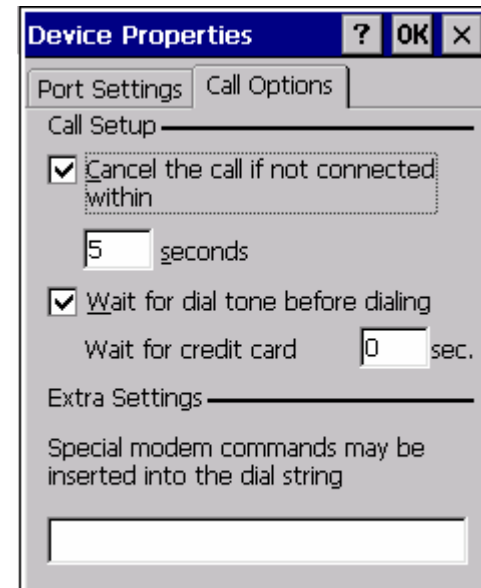 Device Properties ? OK ×
Port Settings Call Options
Call Setup
Cancel the call if not connected
within
5 seconds
Wait for dial tone before dialing
Wait for credit card 0 sec.
Extra Settings
Special modem commands may be
inserted into the dial string